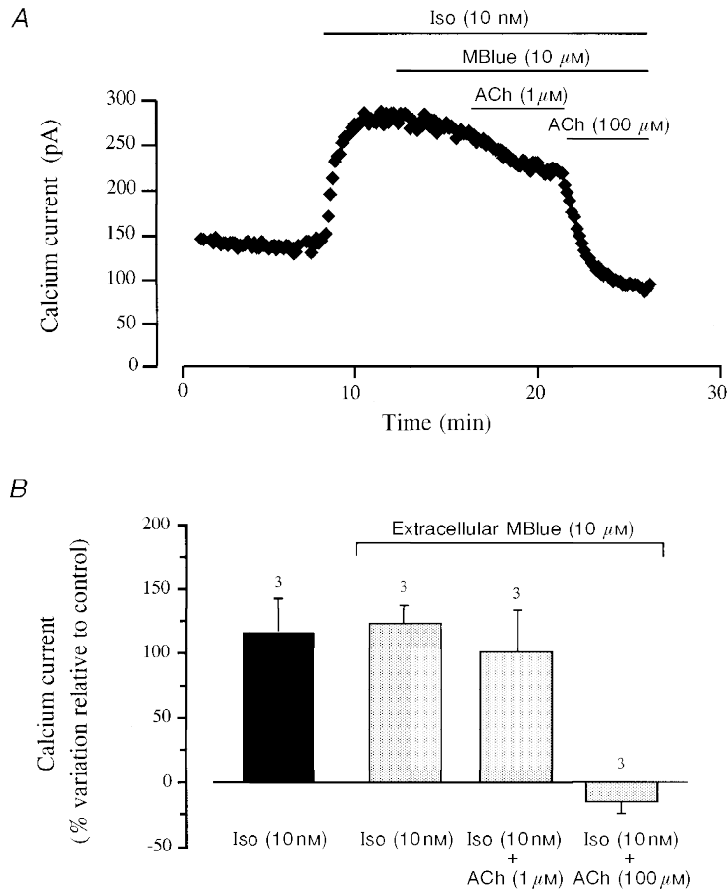 A
Iso (10 nM)
MBlue (10 μM)
ACh (1 μM)
ACh (100 μM)
Calcium current (pA)
300
250
200
150
100
50
0
0
10
20
30
Time (min)
B
Calcium current
(% variation relative to control)
200
150
100
50
0
-50
Extracellular MBlue (10 μM)
3
3
3
3
Iso (10 nM)
Iso (10 nM)
Iso (10 nM)
+
ACh (1 μM)
Iso (10 nM)
+
ACh (100 μM)